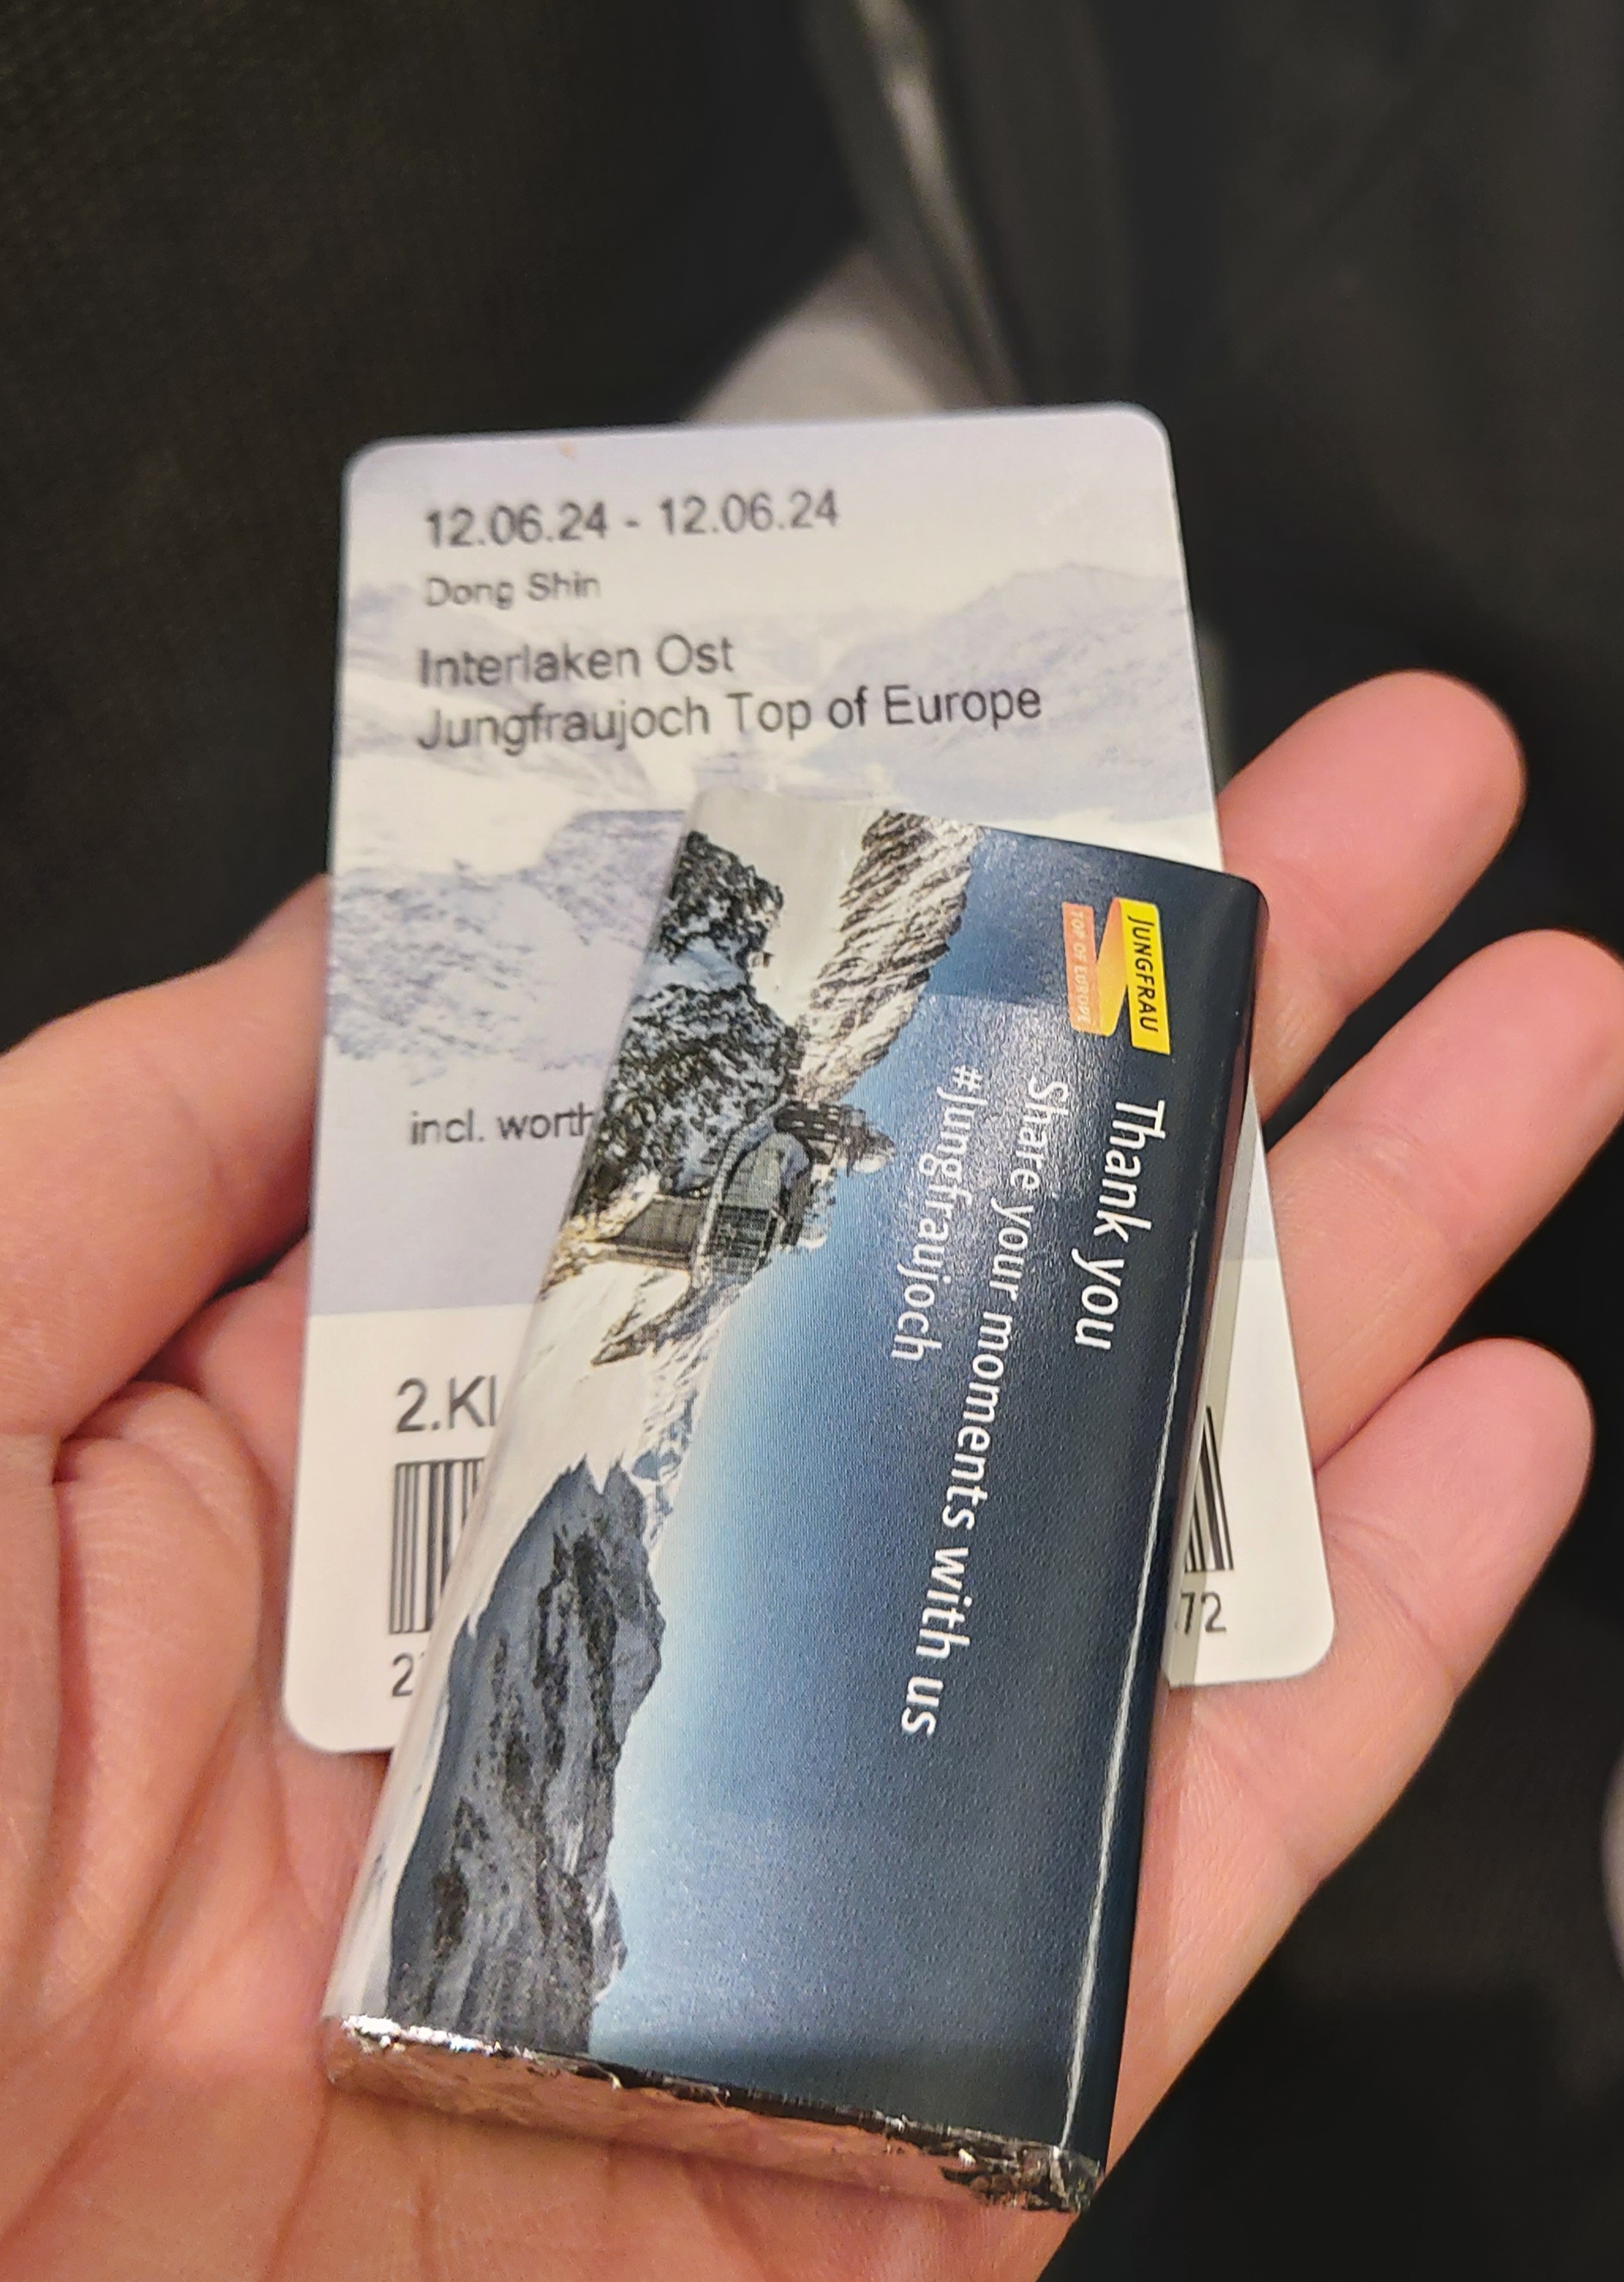 12.06.24 - 12.06.24
Dong Shin
Interlaken Ost
Jungfraujoch Top of Europe
incl. worth
2.Kl
2
72
JUNGFRAU
TOP OF EUROPE
Thank you
Share your moments with us
#Jungfraujoch